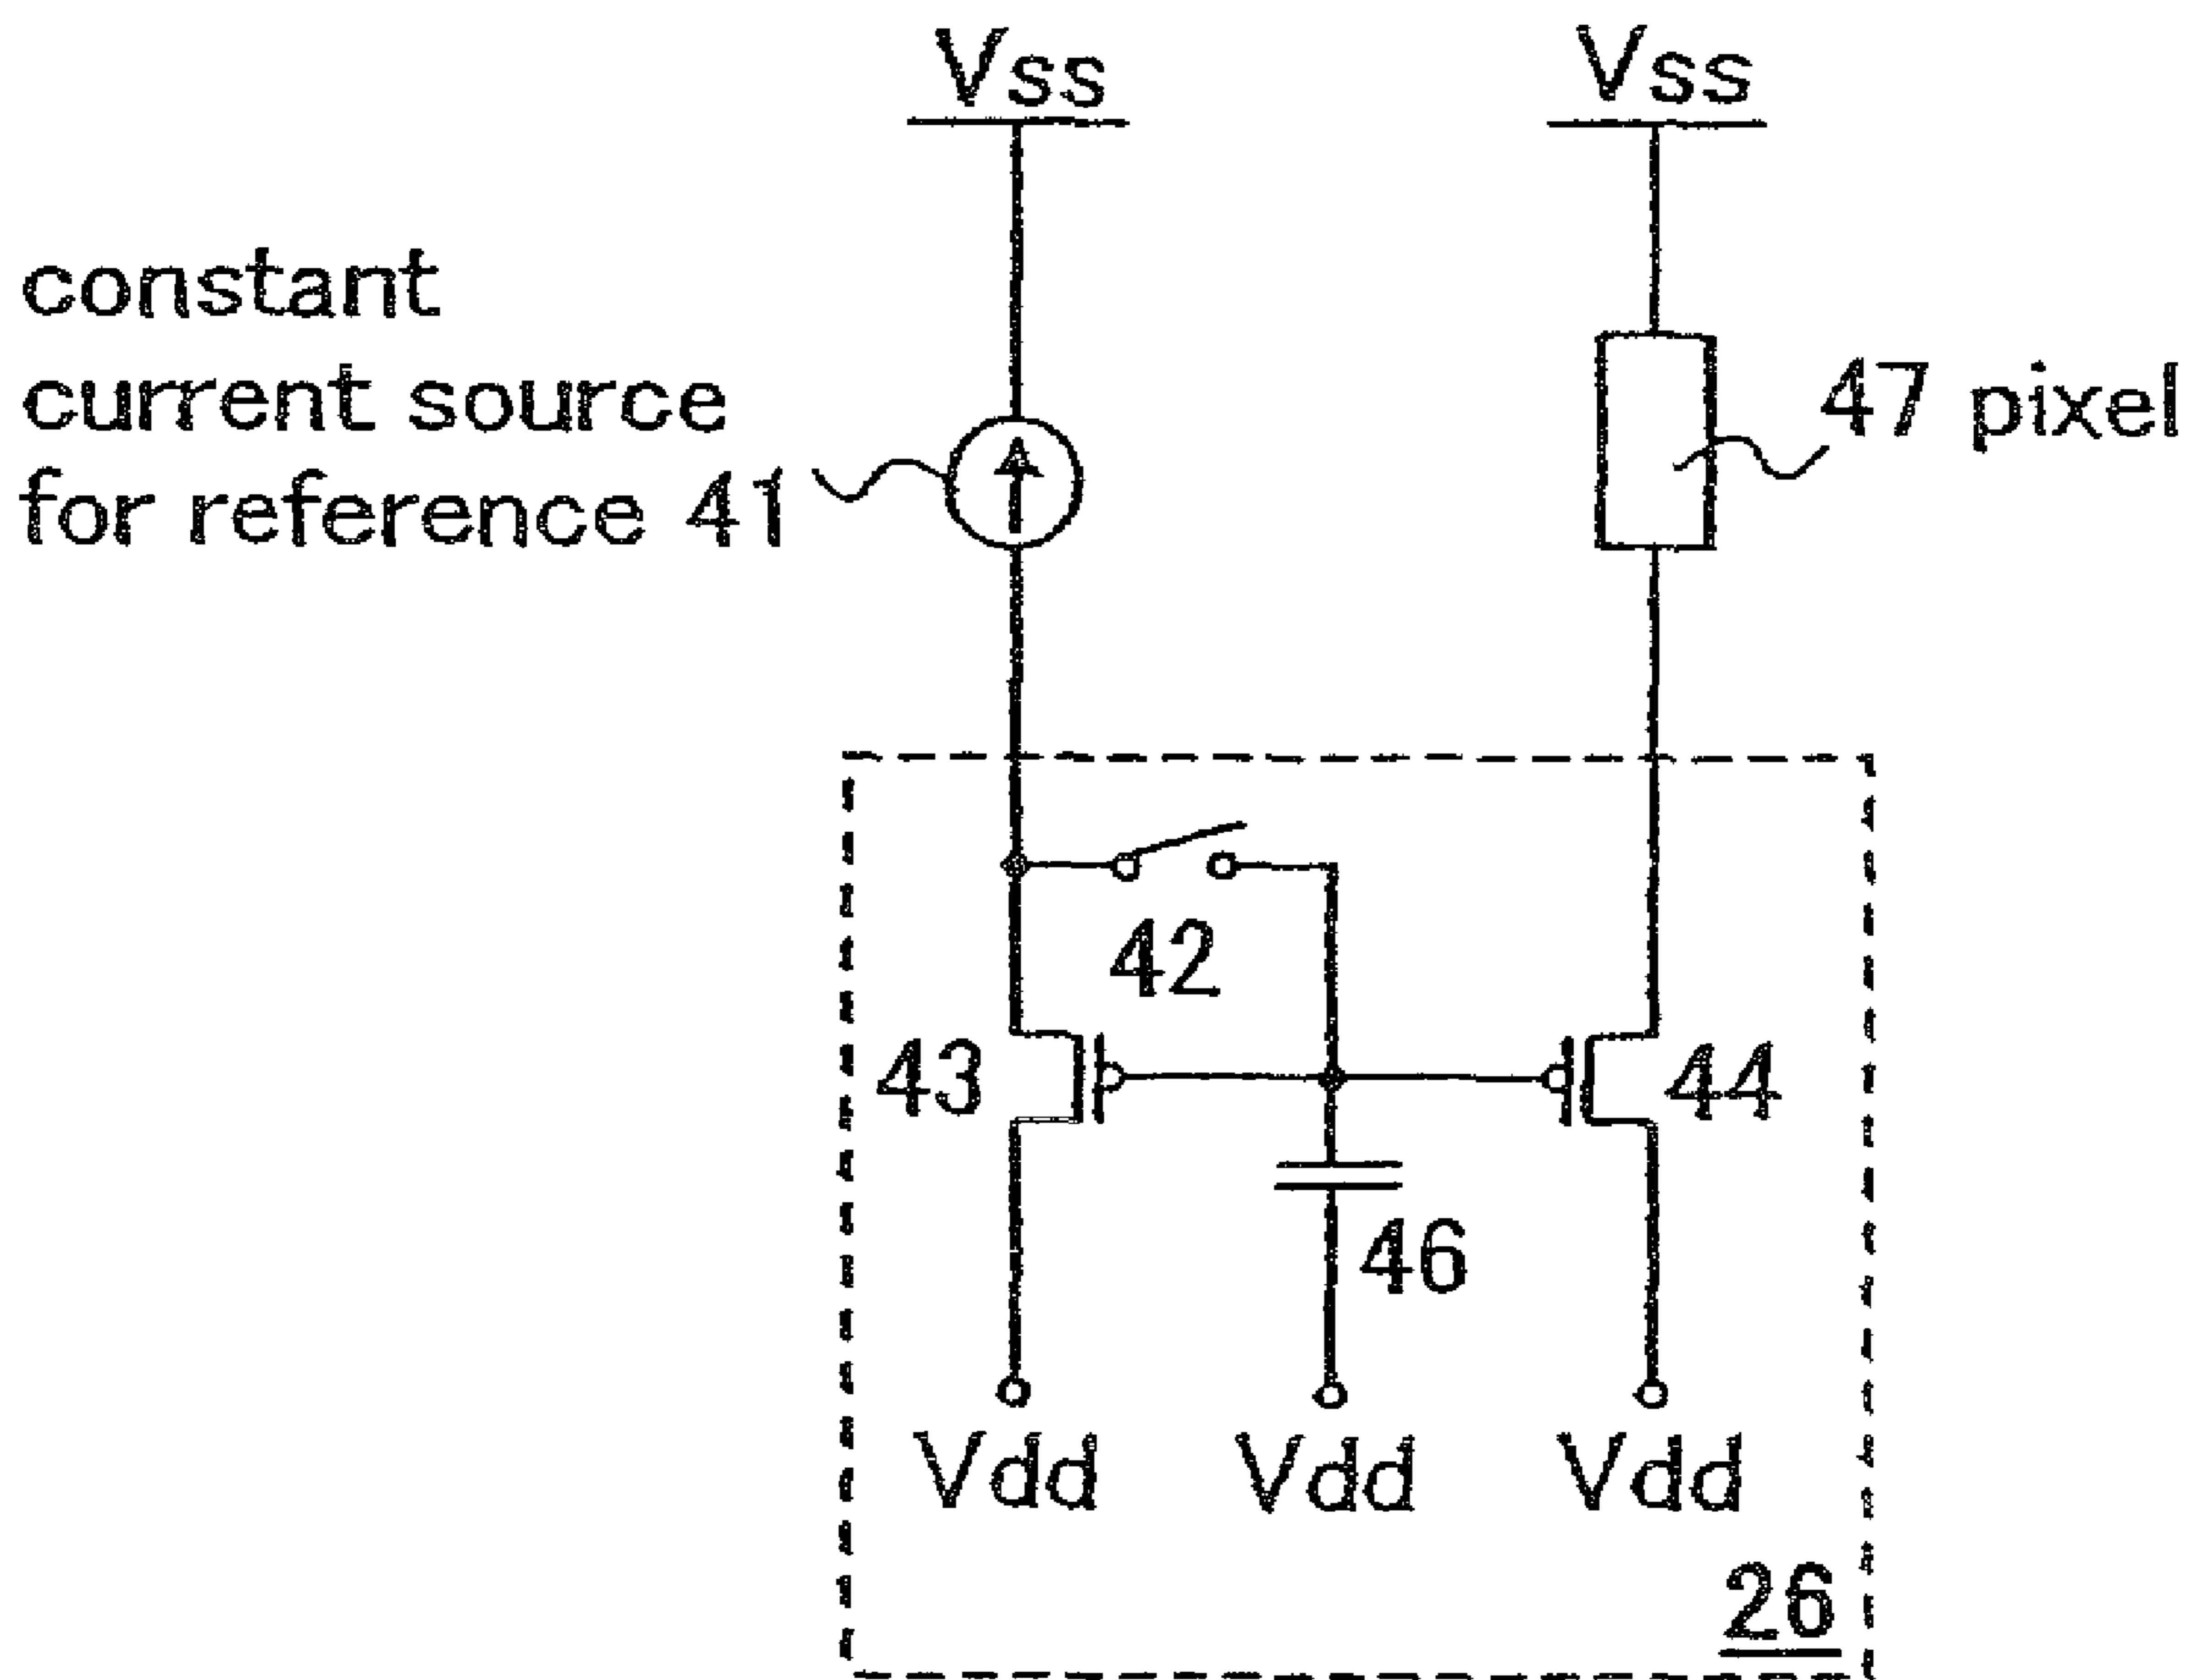 Vss
Vss
constant
current source
for reference 41
47 pixel
42
43
44
46
Vdd
Vdd
Vdd
26